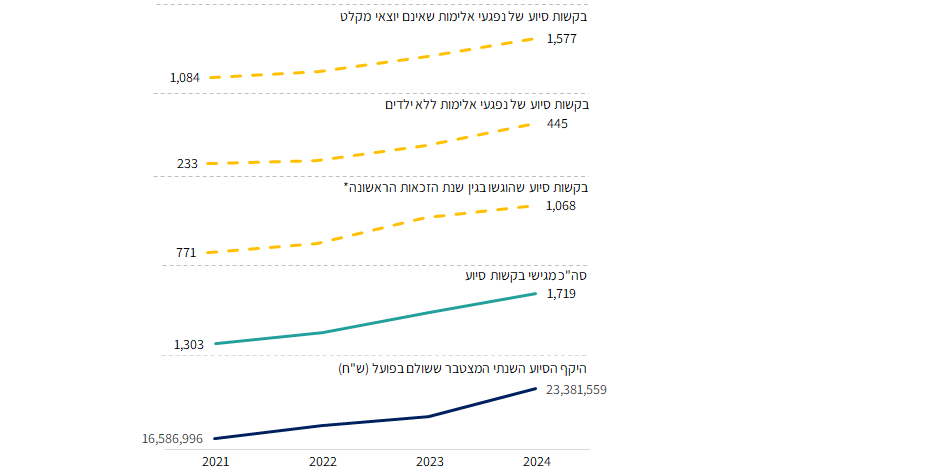 בקשות סיוע של נפגעי אלימות שאינם יוצאי מקלט
1,577
1,084
בקשות סיוע של נפגעי אלימות ללא ילדים
445
233
בקשות סיוע שהוגשו בגין שנת הזכאות הראשונה*
1,068
771
סה"כ מגישי בקשות סיוע
1,719
1,303
היקף הסיוע השנתי המצטבר ששולם בפועל (ש"ח)
23,381,559
16,586,996
2021 2022 2023 2024